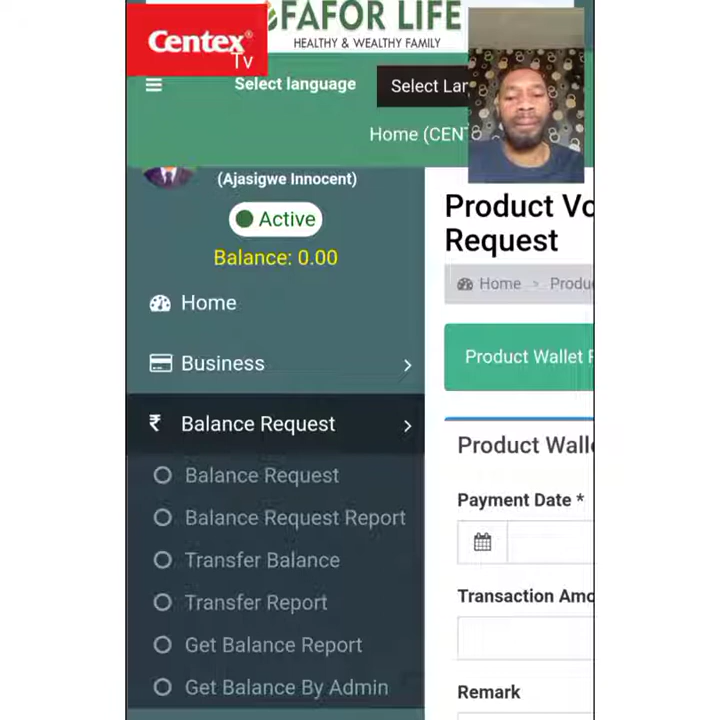 Centex
Tv
FAFOR LIFE
HEALTHY & WEALTHY FAMILY
Select language
Select Lan
Home (CENT
(Ajasigwe Innocent)
Active
Balance: 0.00
Home
Business
Balance Request
Balance Request
Balance Request Report
Transfer Balance
Transfer Report
Get Balance Report
Get Balance By Admin
Product Vo
Request
Home > Produ
Product Wallet R
Product Walle
Payment Date *
Transaction Amo
Remark